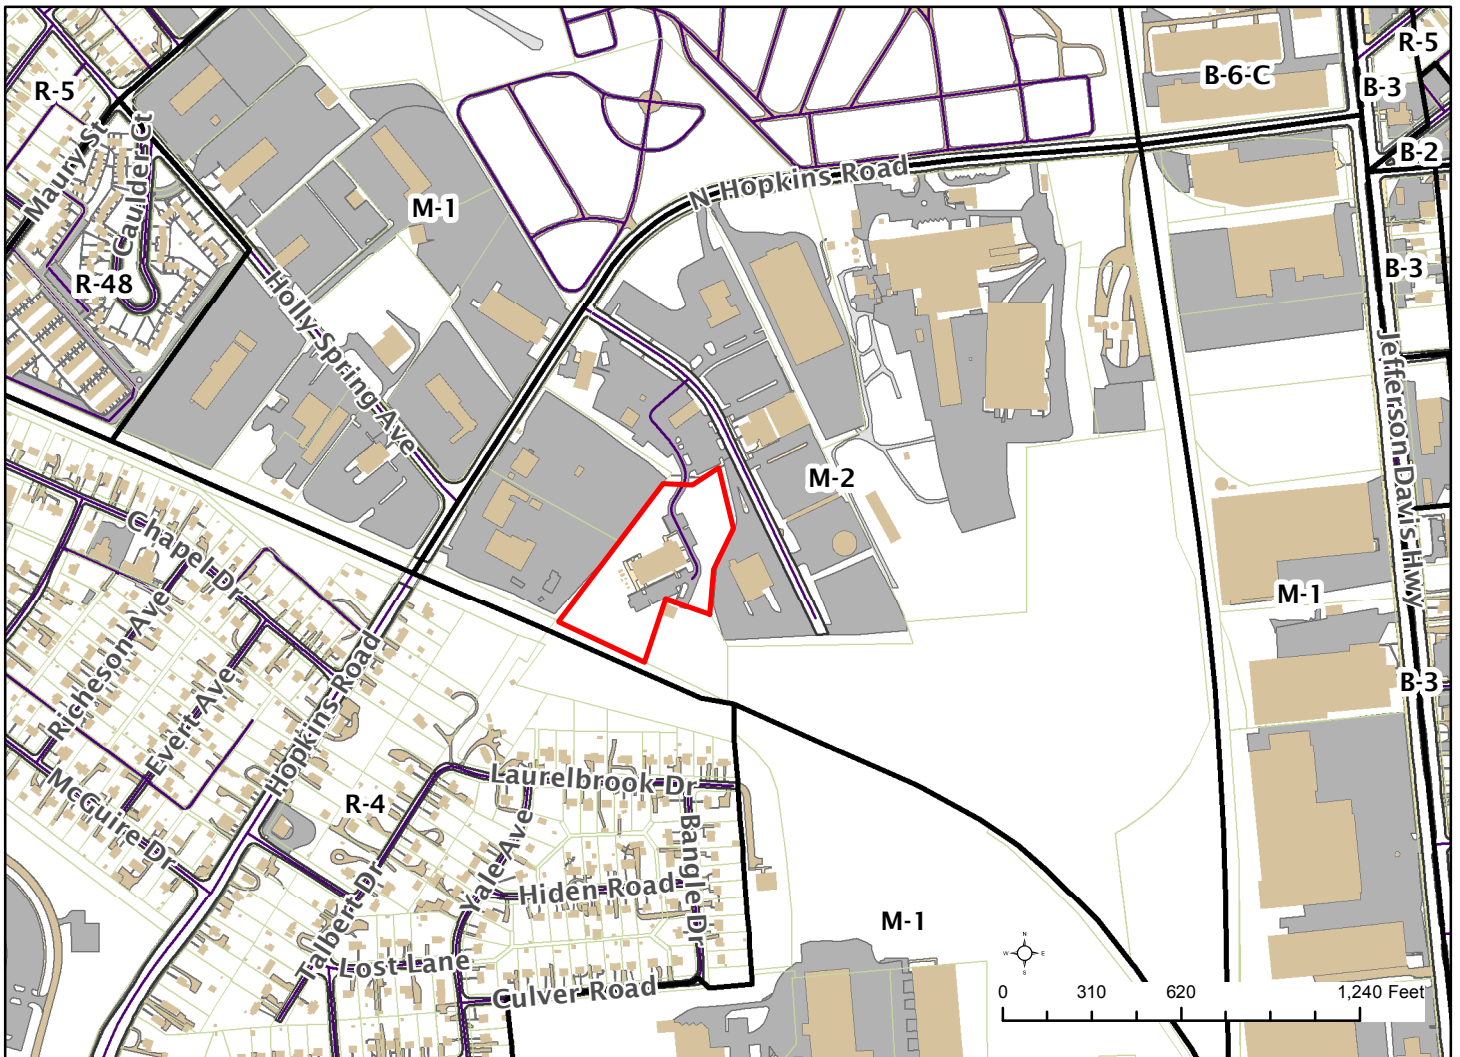 R-5
R-5
B-6-C
B-3
B-2
Maury St
Caulder Ct
N Hopkins Road
M-1
R-48
Holly Spring Ave
B-3
Jefferson Davis Hwy
M-2
Chapel Dr
Richeson Ave
Evert Ave
McGuire Dr
Hopkins Road
M-1
B-3
R-4
Laurelbrook Dr
Bangle Dr
Yale Ave
Hiden Road
Talbert Dr
Lost Lane
Culver Road
M-1
N
W E
S
0 310 620 1,240 Feet